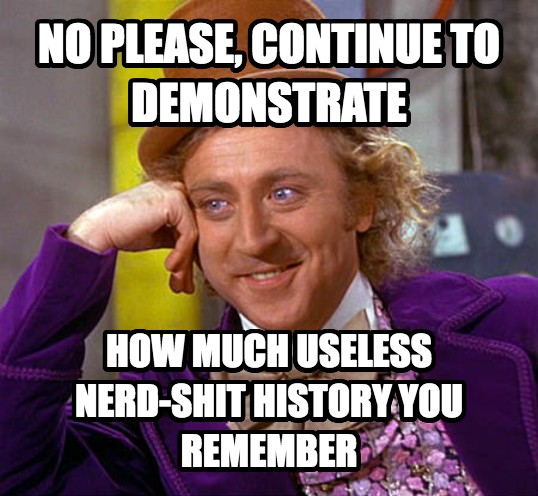 NO PLEASE, CONTINUE TO
DEMONSTRATE
HOW MUCH USELESS
NERD-SHIT HISTORY YOU
REMEMBER